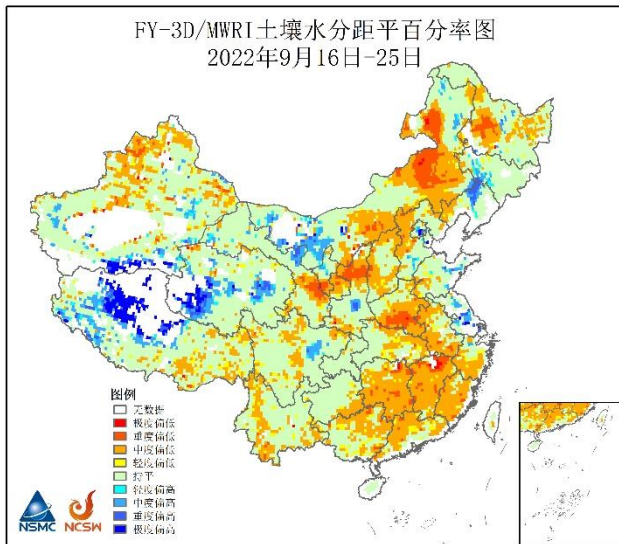 FY-3D/MWRI土壤水分距平百分率图
2022年9月16日-25日
图例
无数据
极度偏低
重度偏低
中度偏低
轻度偏低
持平
轻度偏高
中度偏高
重度偏高
极度偏高
NSMC
NCSW